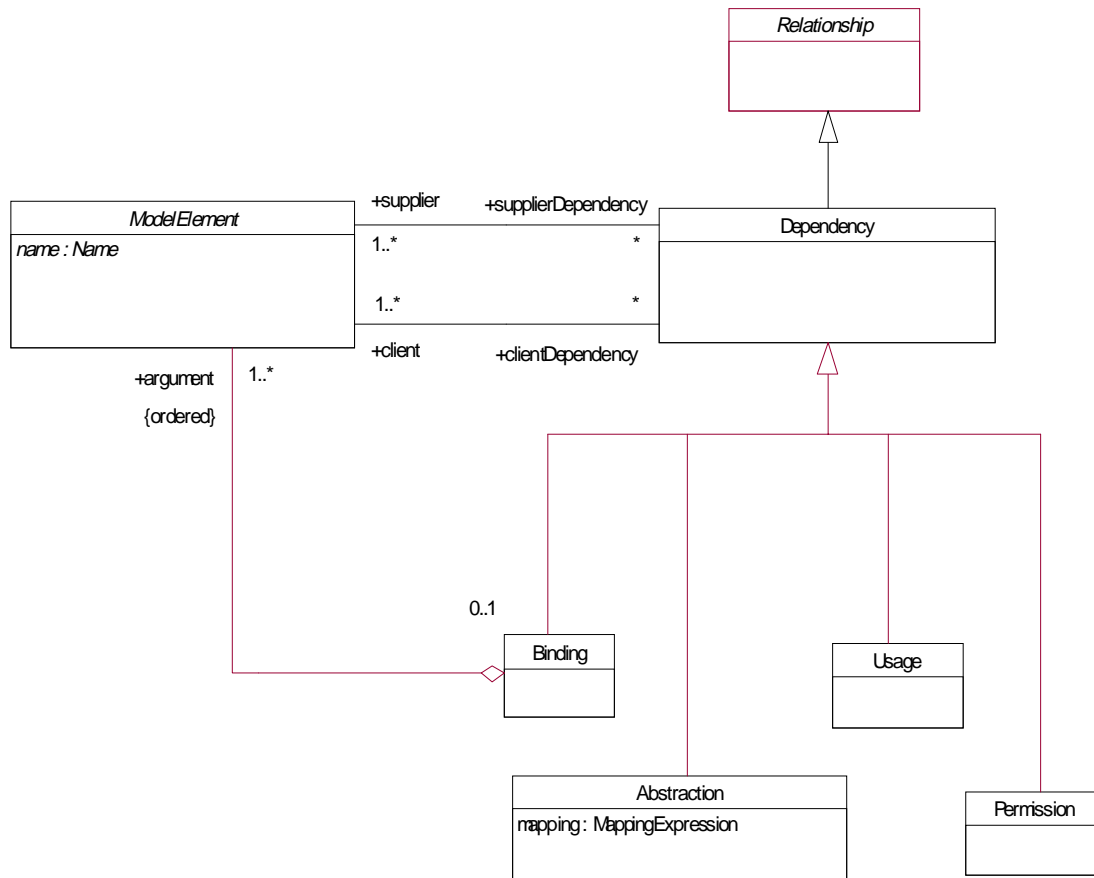 Relationship
+supplier
+supplierDependency
ModelElement
Dependency
name : Name
1..*
*
1..*
*
+client
+clientDependency
+argument
1..*
{ordered}
0..1
Binding
Usage
Abstraction
mapping : MappingExpression
Permission